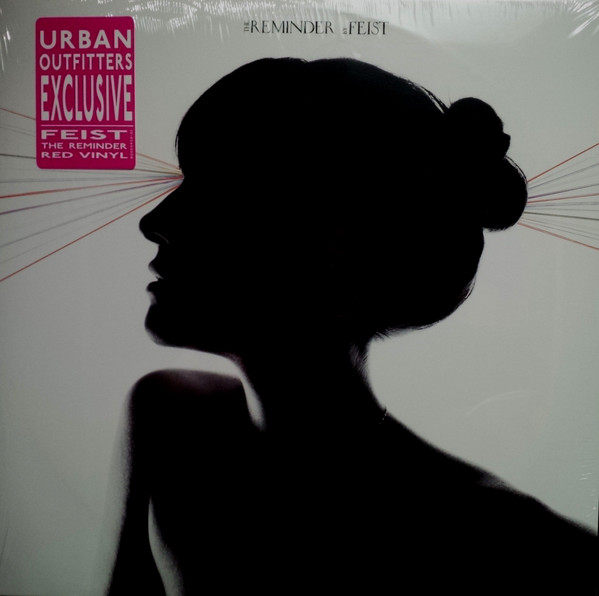 THE REMINDER BY FEIST
URBAN
OUTFITTERS
EXCLUSIVE
FEIST
THE REMINDER
RED VINYL